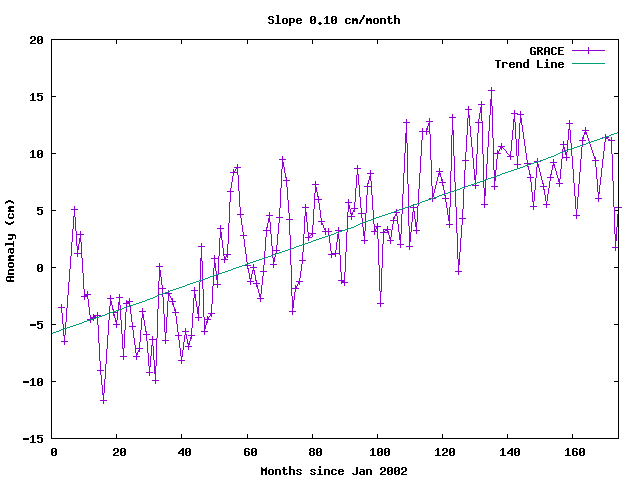 Slope 0.10 cm/month
GRACE
Trend Line
20
15
10
5
0
-5
-10
-15
Anomaly (cm)
0 20 40 60 80 100 120 140 160
Months since Jan 2002